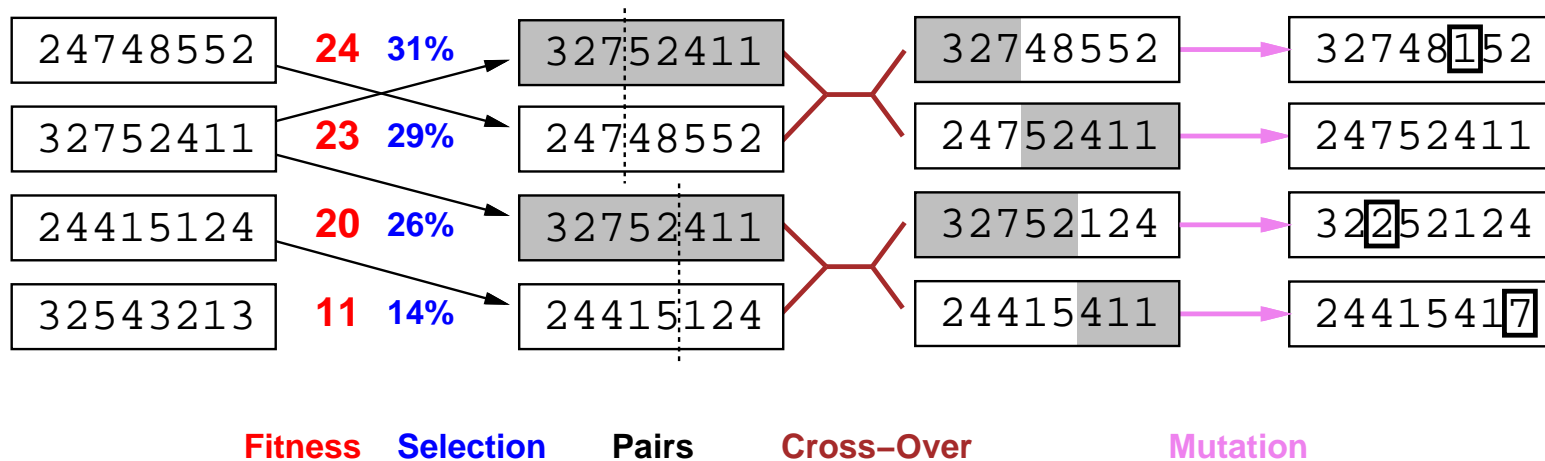 24748552 24 31% 32752411 32748552 32748152
32752411 23 29% 24748552 24752411 24752411
24415124 20 26% 32752411 32752124 32252124
32543213 11 14% 24415124 24415411 24415417
Fitness Selection Pairs Cross–Over Mutation